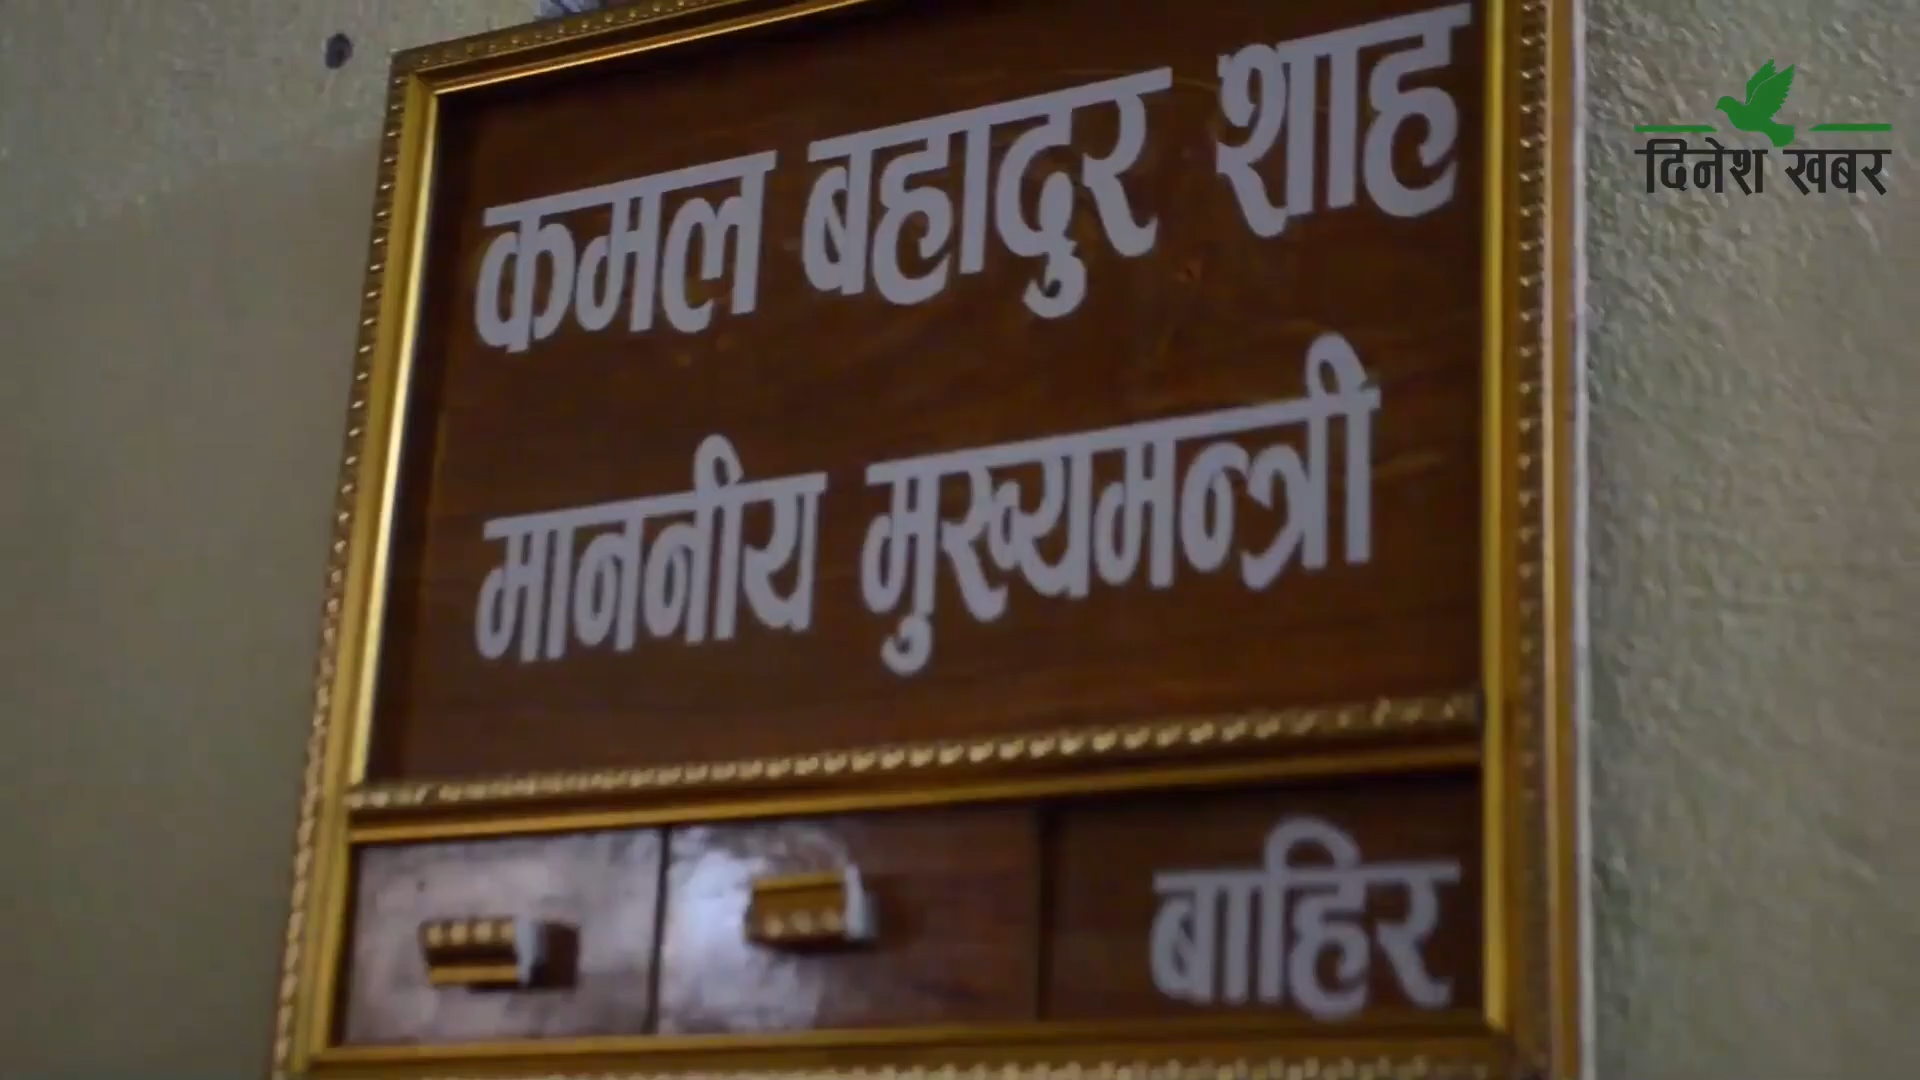 कमल बहादुर शाह
माननीय मुख्यमन्त्री
बाहिर
दिनेश खबर